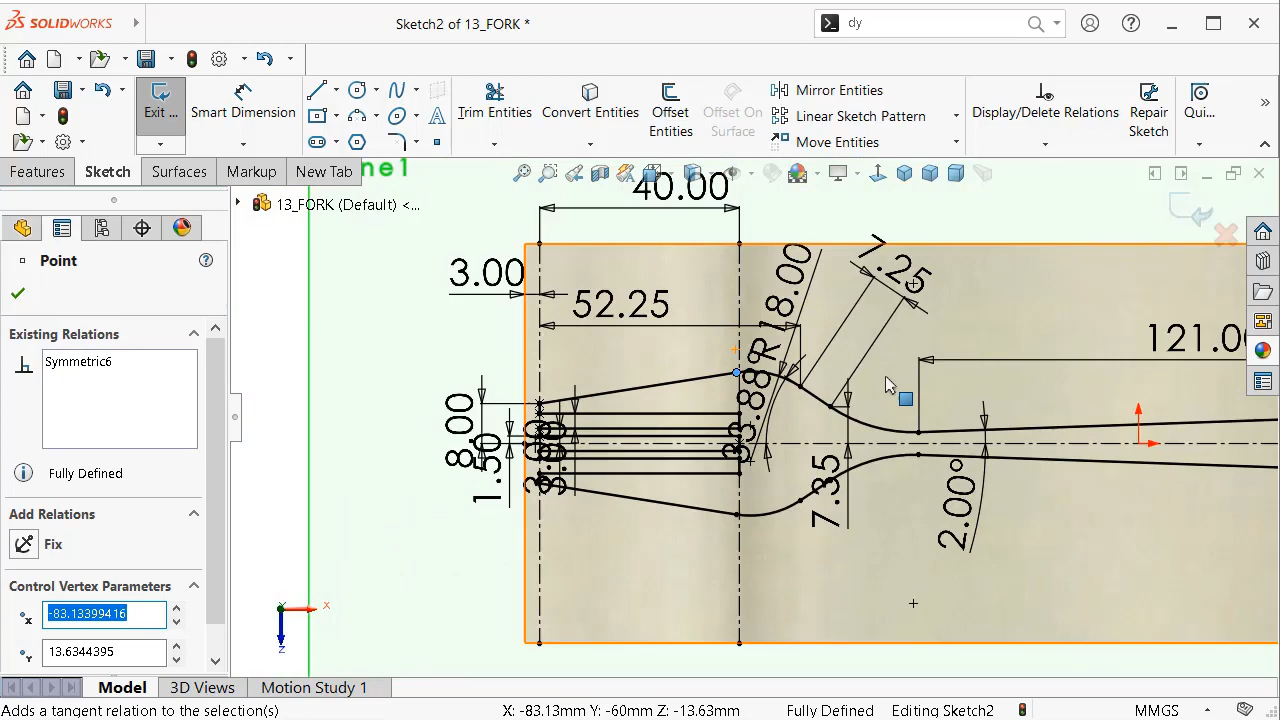 SOLIDWORKS
Sketch2 of 13_FORK *
dy
Exit ...
Smart Dimension
Trim Entities
Convert Entities
Offset Entities
Offset On Surface
Mirror Entities
Linear Sketch Pattern
Move Entities
Display/Delete Relations
Repair Sketch
Qui...
Features
Sketch
Surfaces
Markup
New Tab
ne1
13_FORK (Default) <...
Point
Existing Relations
Symmetric6
Fully Defined
Add Relations
Fix
Control Vertex Parameters
X
-83.13399416
Y
13.6344395
40.00
3.00
52.25
R18.00
7.25
121.00
8.00
1.50
7.35
2.00°
X
Z
Model
3D Views
Motion Study 1
Adds a tangent relation to the selection(s)
X: -83.13mm Y: -60mm Z: -13.63mm
Fully Defined
Editing Sketch2
MMGS